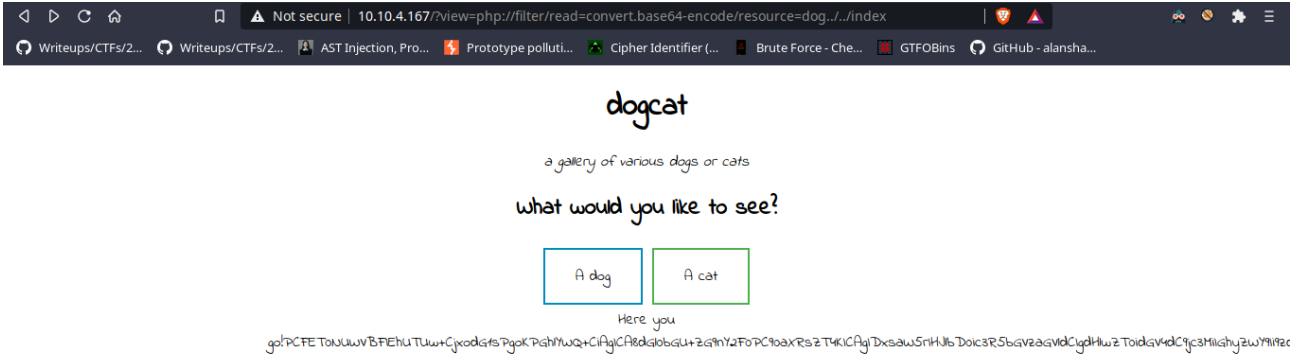 Not secure | 10.10.4.167/?view=php://filter/read=convert.base64-encode/resource=dog../../index
Writeups/CTFs/2... Writeups/CTFs/2... AST Injection, Pro... Prototype polluti... Cipher Identifier (... Brute Force - Che... GTFOBins GitHub - alansha...
dogcat
a gallery of various dogs or cats
What would you like to see?
A dog A cat
Here you